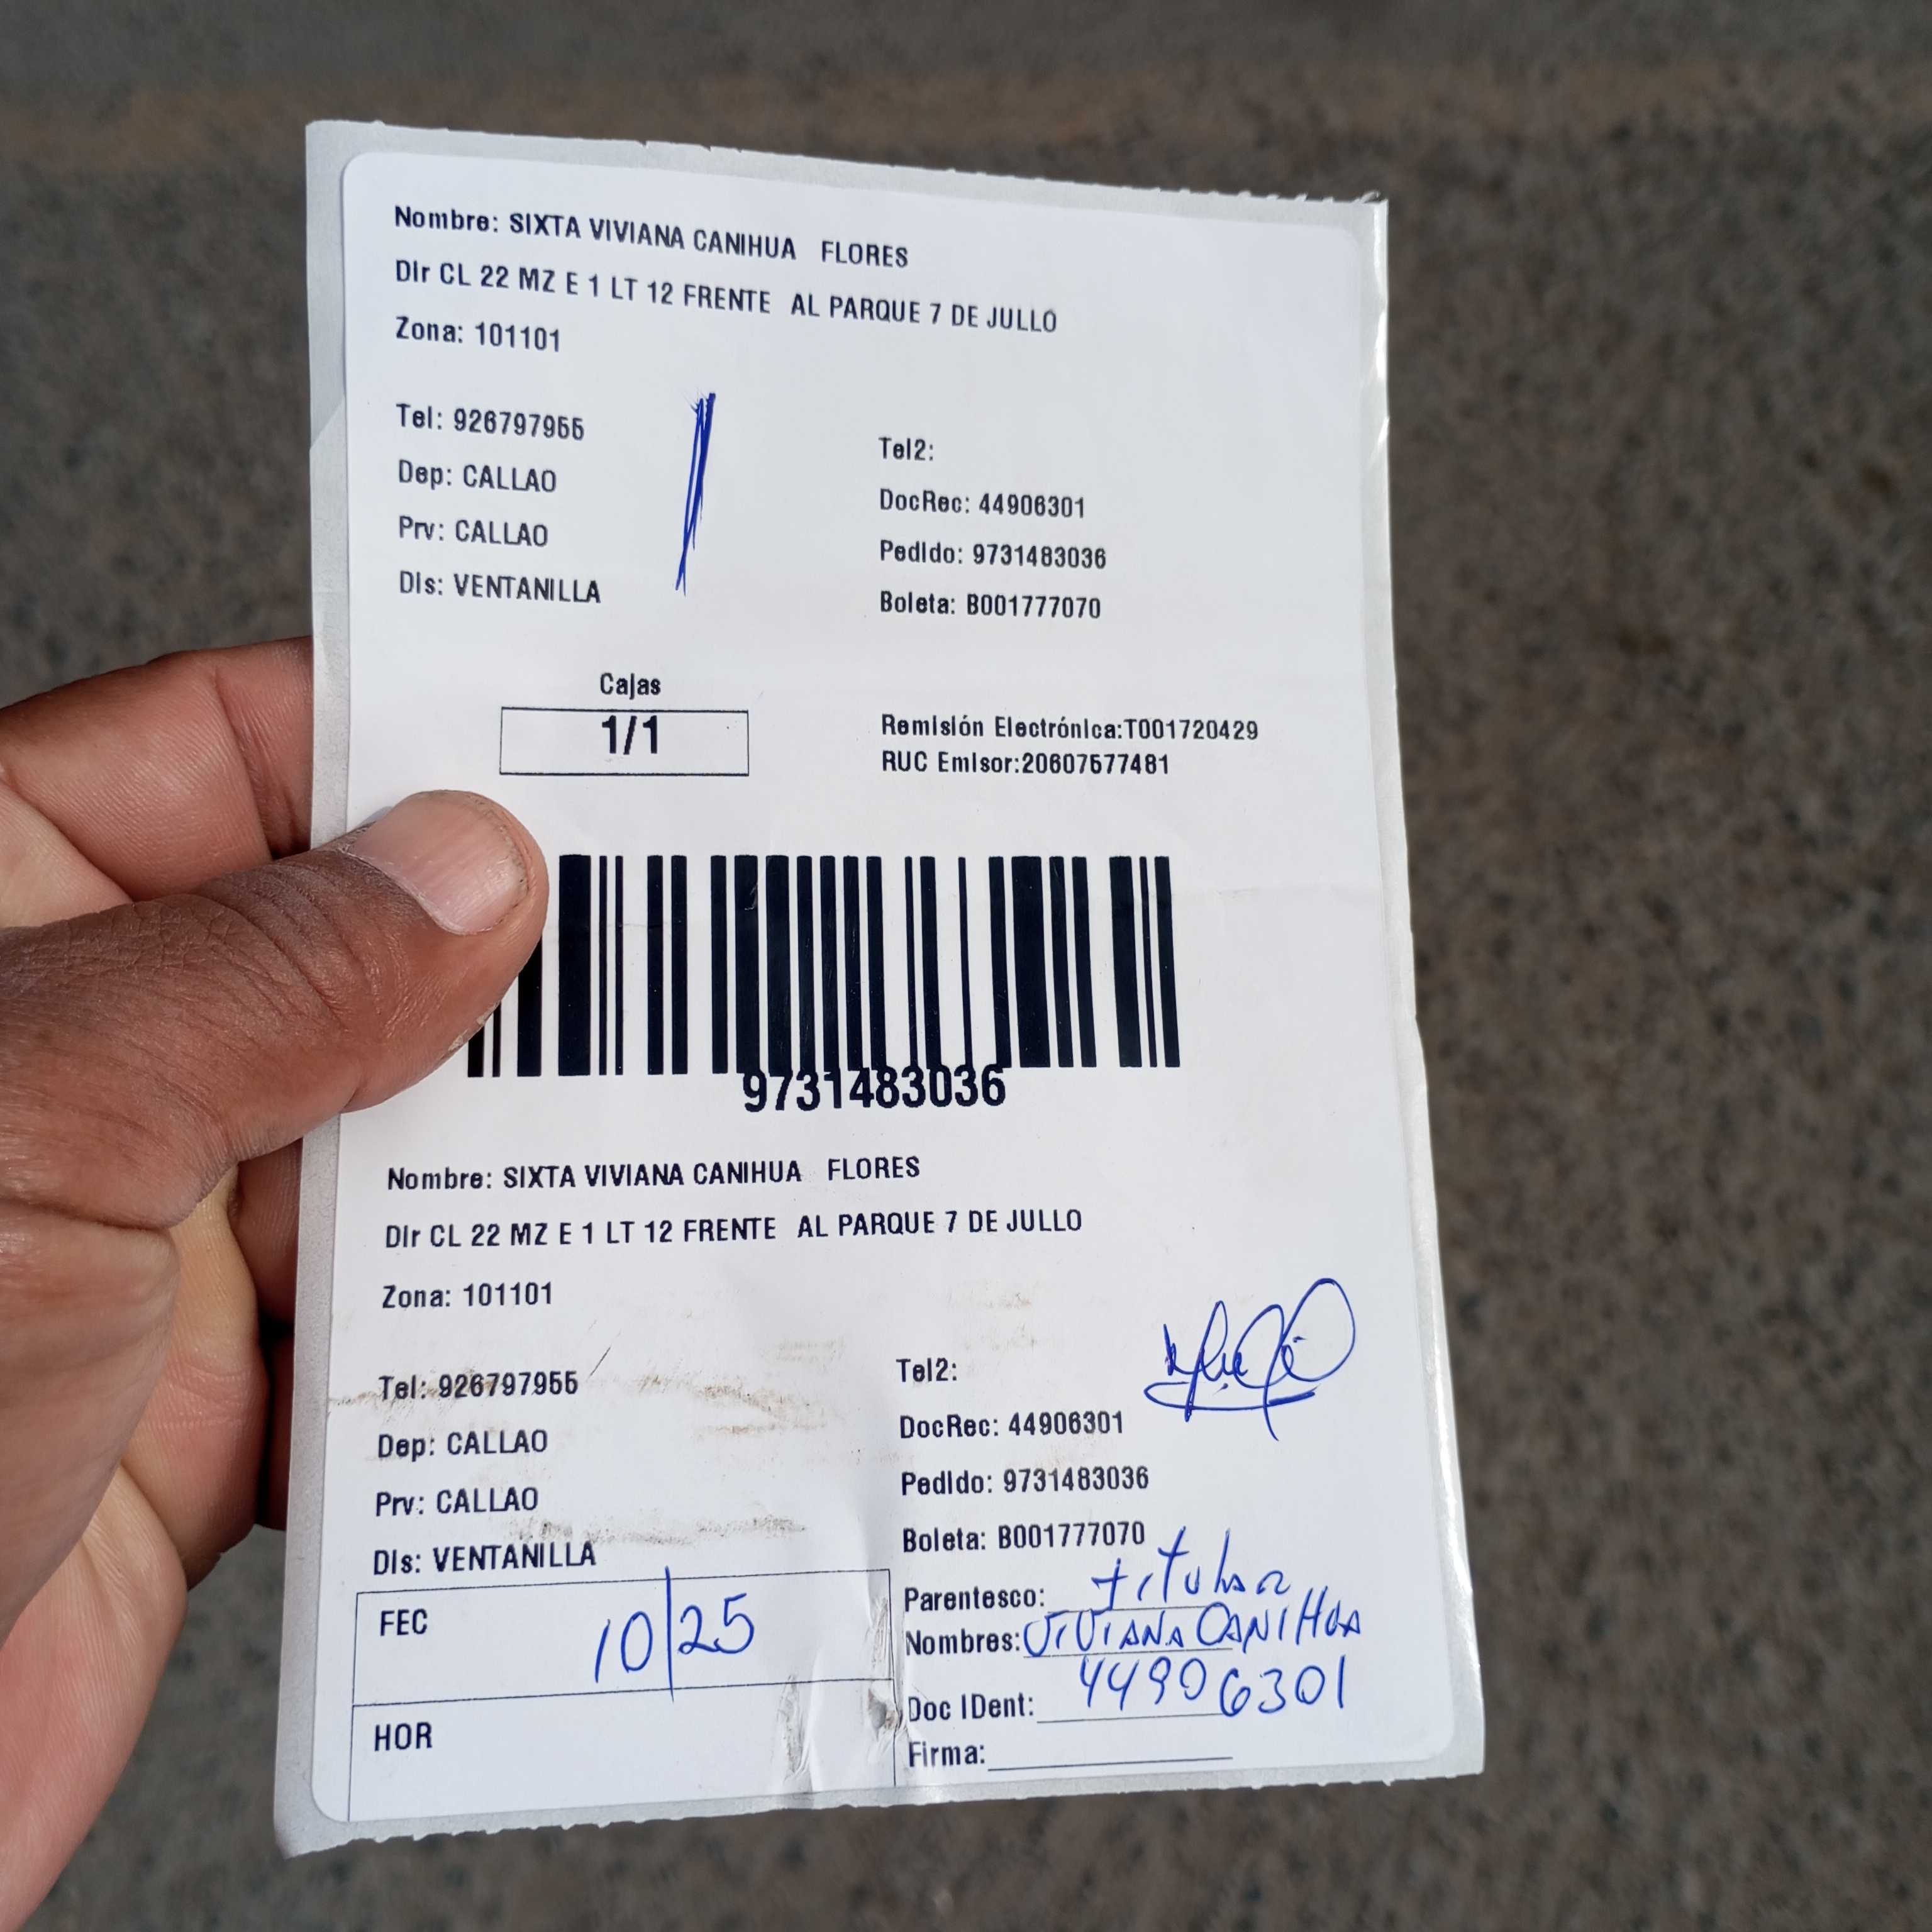 Nombre: SIXTA VIVIANA CANIHUA FLORES
Dir CL 22 MZ E 1 LT 12 FRENTE AL PARQUE 7 DE JULLO
Zona: 101101
Tel: 926797955
Tel2:
Dep: CALLAO
DocRec: 44906301
Prv: CALLAO
Pedido: 9731483036
Dis: VENTANILLA
Boleta: B001777070
Cajas
1/1
Remisión Electrónica:T001720429
RUC Emisor:20607577481
9731483036
Nombre: SIXTA VIVIANA CANIHUA FLORES
Dir CL 22 MZ E 1 LT 12 FRENTE AL PARQUE 7 DE JULLO
Zona: 101101
Tel: 926797955
Tel2:
Dep: CALLAO
DocRec: 44906301
Prv: CALLAO
Pedido: 9731483036
Dis: VENTANILLA
Boleta: B001777070
FEC 10/25
HOR
Parentesco: titular
Nombres: VIVIANA CANIHUA
Doc IDent: 44906301
Firma: